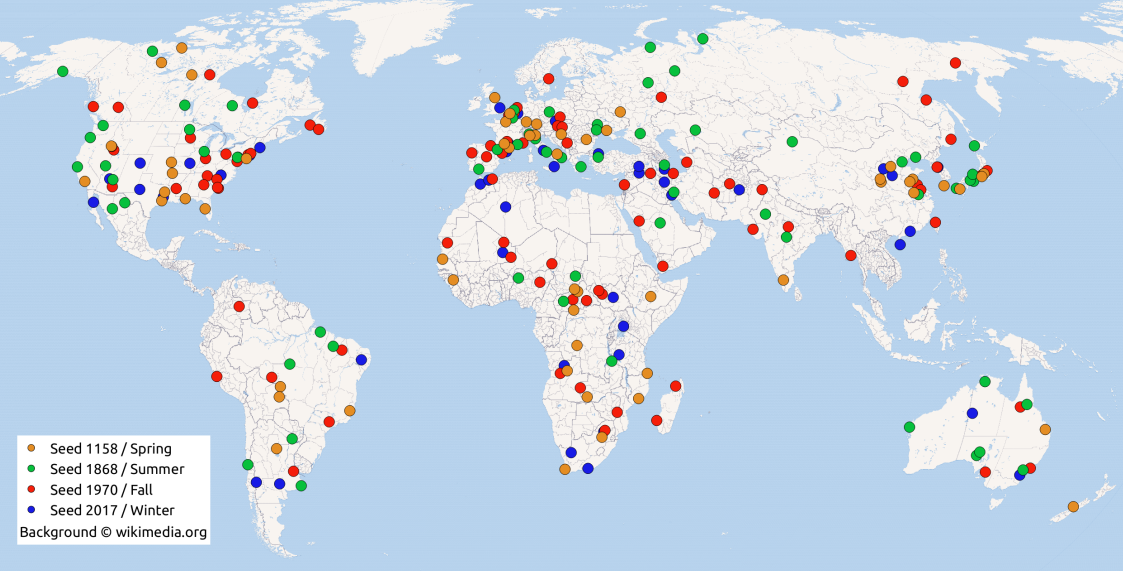 Seed 1158 / Spring
Seed 1868 / Summer
Seed 1970 / Fall
Seed 2017 / Winter
Background © wikimedia.org